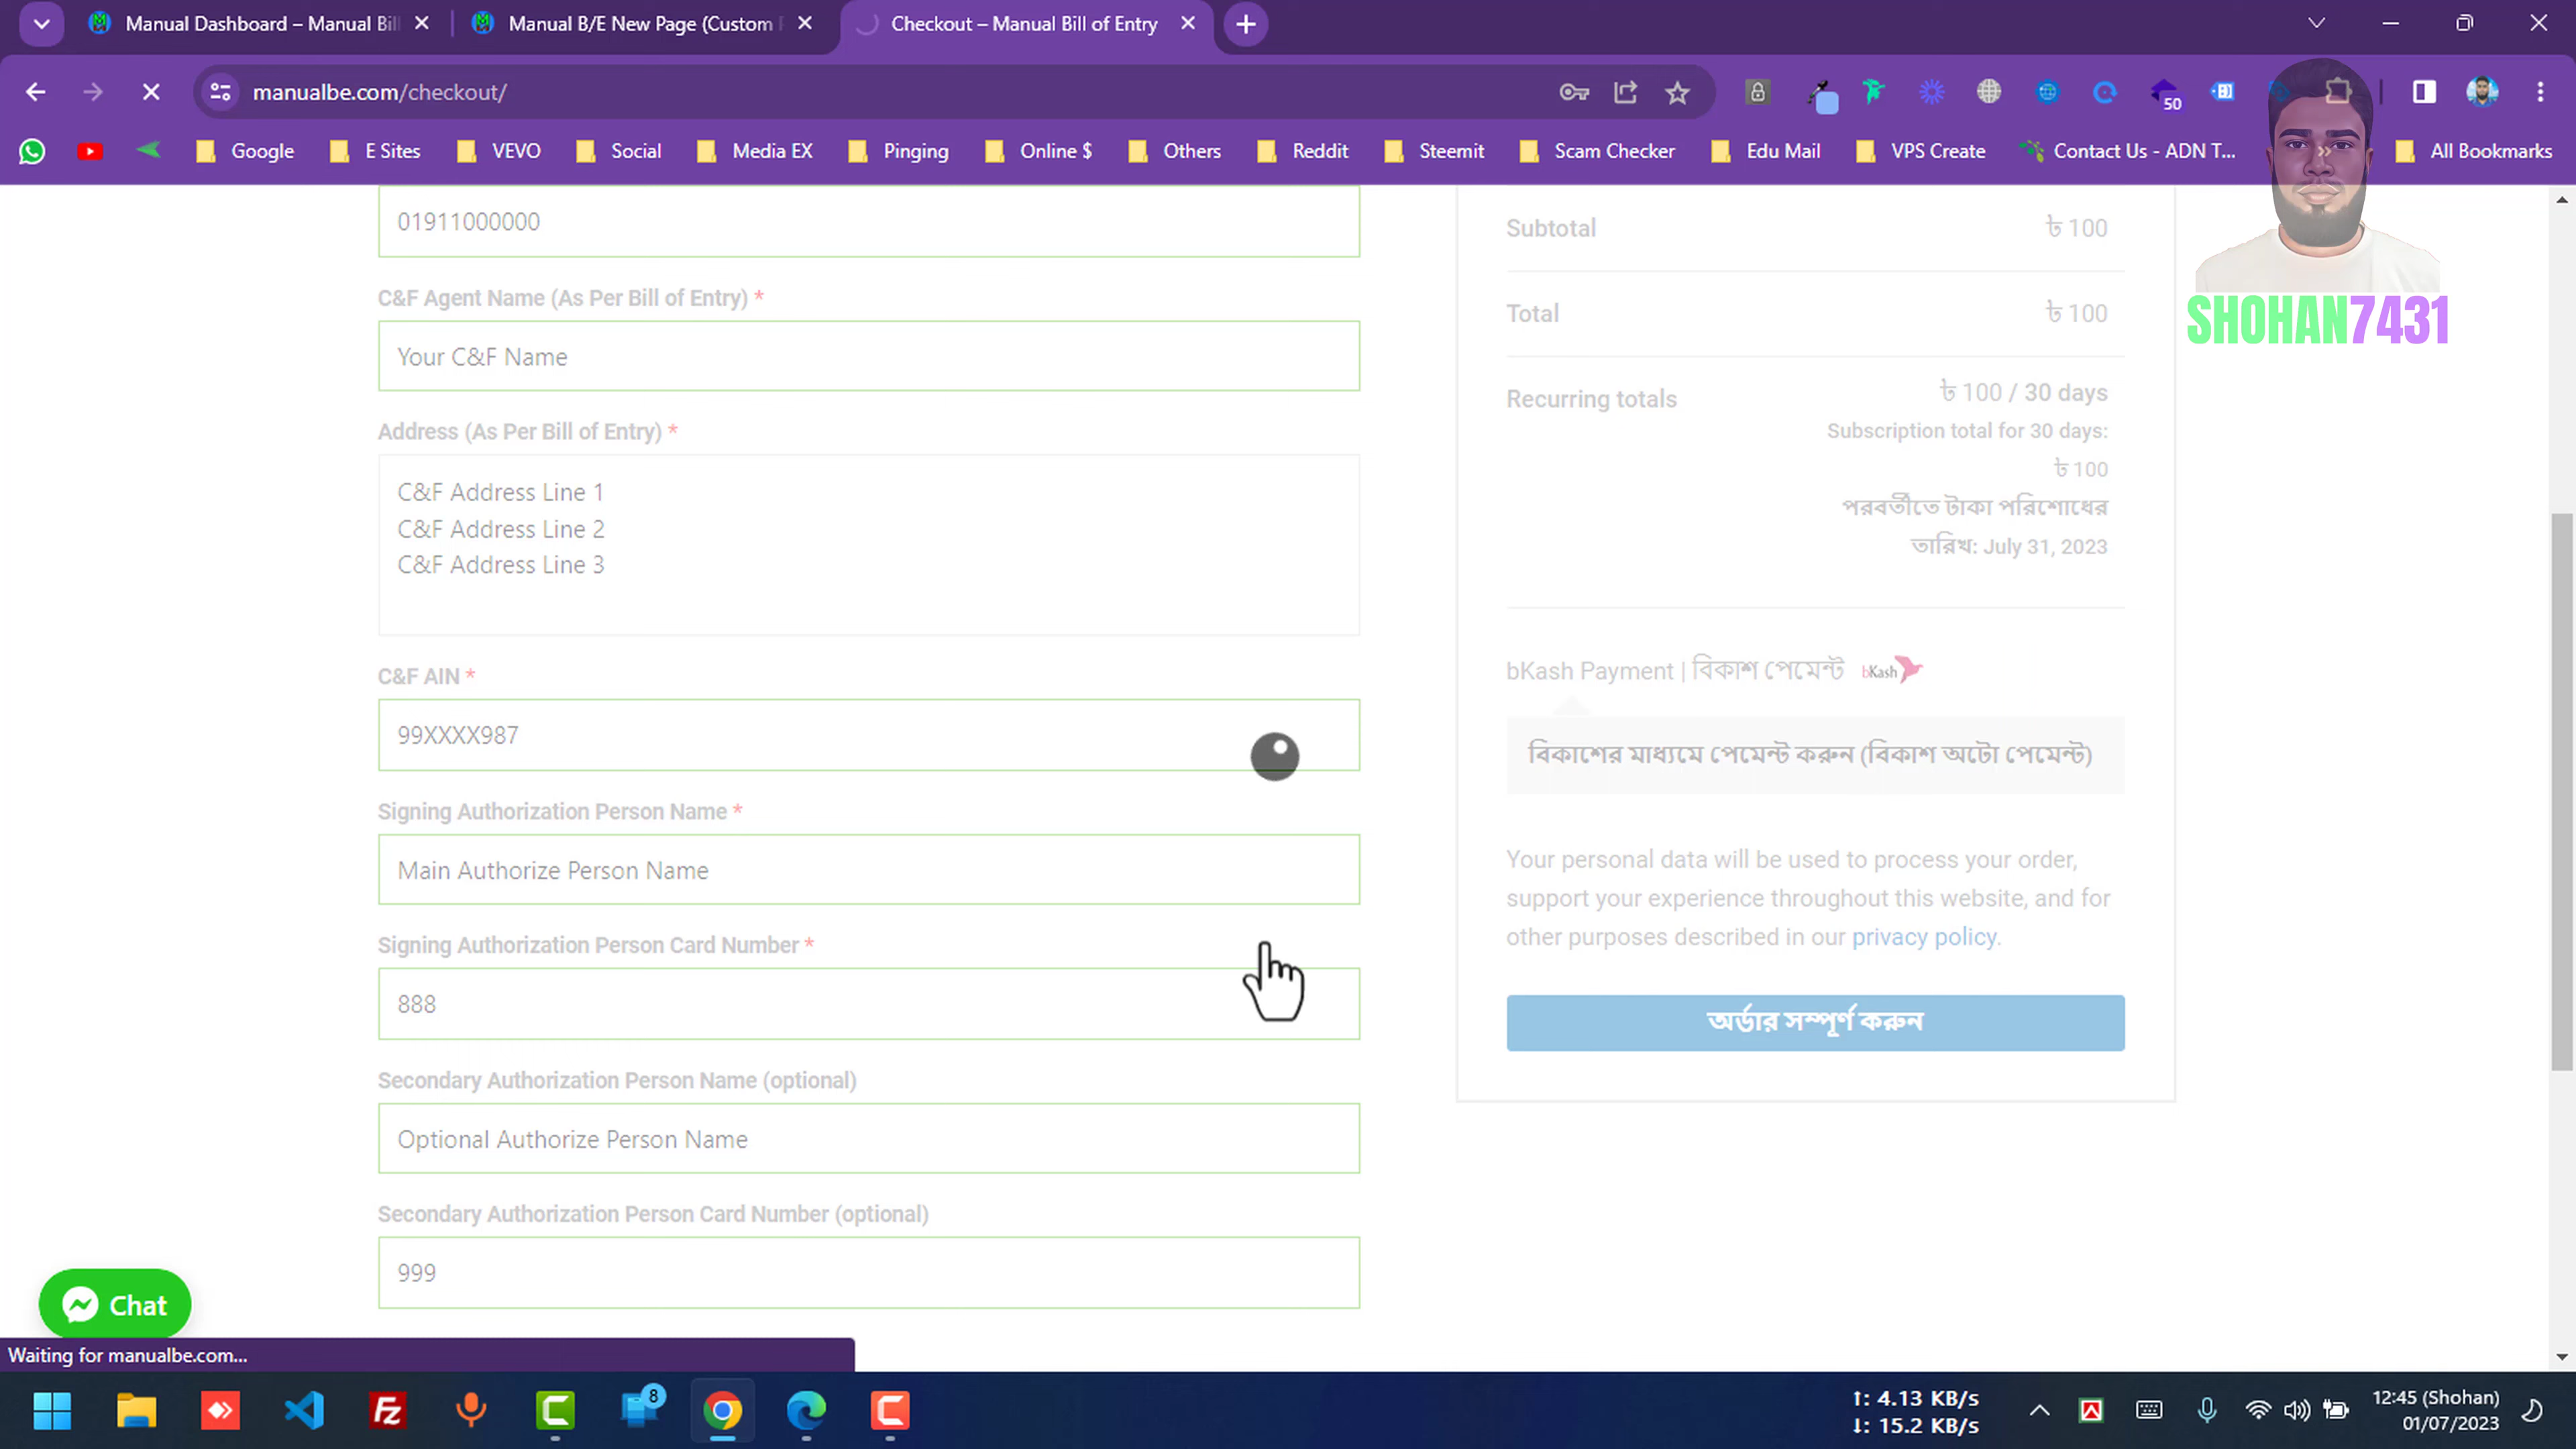 Manual Dashboard – Manual Bill
Manual B/E New Page (Custom
Checkout – Manual Bill of Entry
manualbe.com/checkout/
50
Google
E Sites
VEVO
Social
Media EX
Pinging
Online $
Others
Reddit
Steemit
Scam Checker
Edu Mail
VPS Create
Contact Us - ADN T...
All Bookmarks
SHOHAN7431
01911000000
C&F Agent Name (As Per Bill of Entry) *
Your C&F Name
Address (As Per Bill of Entry) *
C&F Address Line 1
C&F Address Line 2
C&F Address Line 3
C&F AIN *
99XXXX987
Signing Authorization Person Name *
Main Authorize Person Name
Signing Authorization Person Card Number *
888
Secondary Authorization Person Name (optional)
Optional Authorize Person Name
Secondary Authorization Person Card Number (optional)
999
Subtotal ৳ 100
Total ৳ 100
Recurring totals ৳ 100 / 30 days
Subscription total for 30 days:
৳ 100
পরবর্তীতে টাকা পরিশোধের
তারিখ: July 31, 2023
bKash Payment | বিকাশ পেমেন্ট bKash
বিকাশের মাধ্যমে পেমেন্ট করুন (বিকাশ অটো পেমেন্ট)
Your personal data will be used to process your order,
support your experience throughout this website, and for
other purposes described in our privacy policy.
অর্ডার সম্পূর্ণ করুন
Chat
Waiting for manualbe.com...
8
↑: 4.13 KB/s
↓: 15.2 KB/s
12:45 (Shohan)
01/07/2023